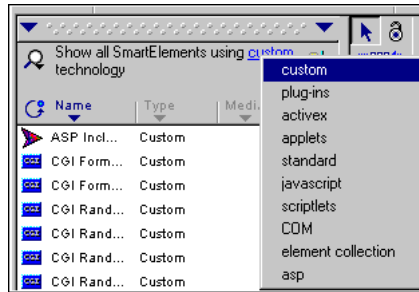 Show all SmartElements using custom
technology
Name Type Medi
ASP Incl... Custom
CGI Form... Custom
CGI Form... Custom
CGI Rand... Custom
CGI Rand... Custom
CGI Rand... Custom
CGI Rand... Custom
custom
plug-ins
activex
applets
standard
javascript
scriptlets
COM
element collection
asp